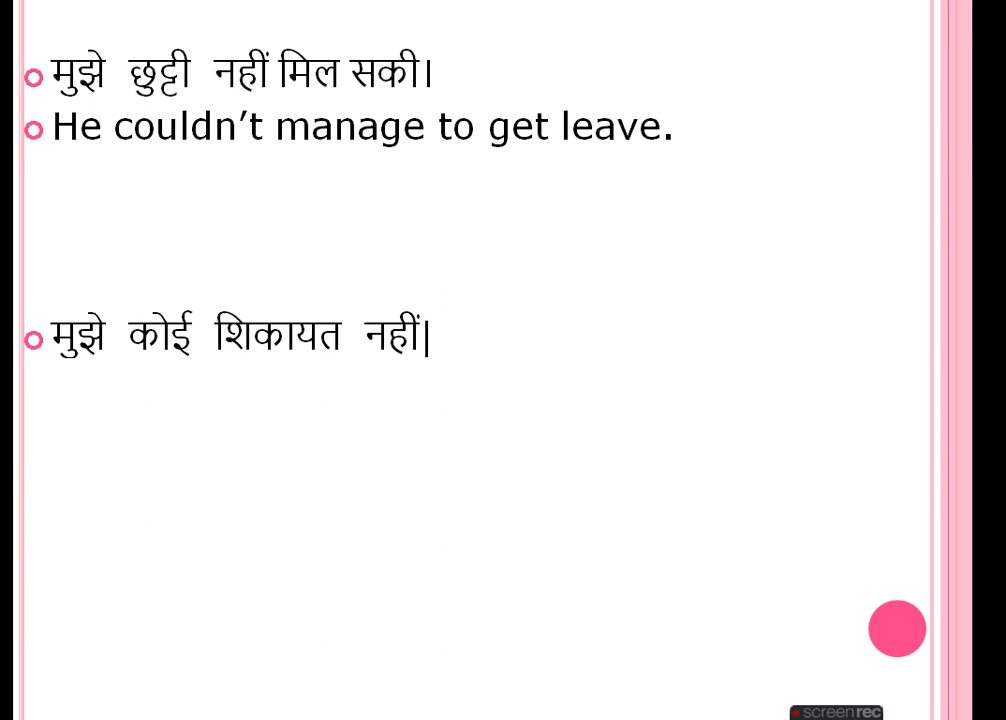 मुझे छुट्टी नहीं मिल सकी।
He couldn’t manage to get leave.
मुझे कोई शिकायत नहीं|
screenrec